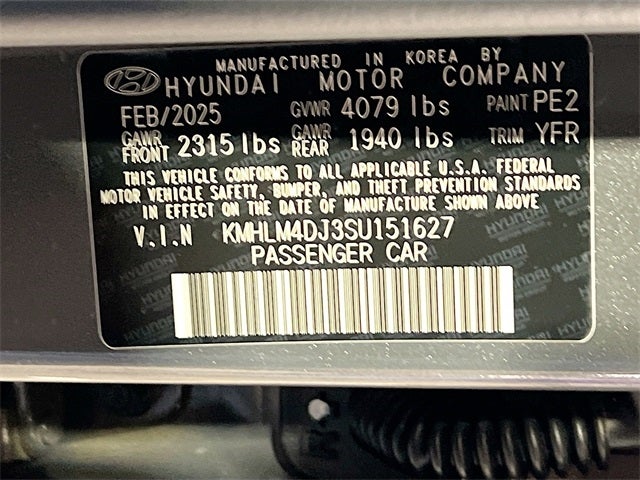 MANUFACTURED IN KOREA BY
HYUNDAI MOTOR COMPANY
FEB/2025 GVWR 4079 lbs PAINT PE2
GAWR FRONT 2315 lbs GAWR REAR 1940 lbs TRIM YFR
THIS VEHICLE CONFORMS TO ALL APPLICABLE U.S.A. FEDERAL
MOTOR VEHICLE SAFETY, BUMPER, AND THEFT PREVENTION STANDARDS
IN EFFECT ON THE DATE OF MANUFACTURE SHOWN ABOVE
V.I.N KMHLM4DJ3SU151627
PASSENGER CAR